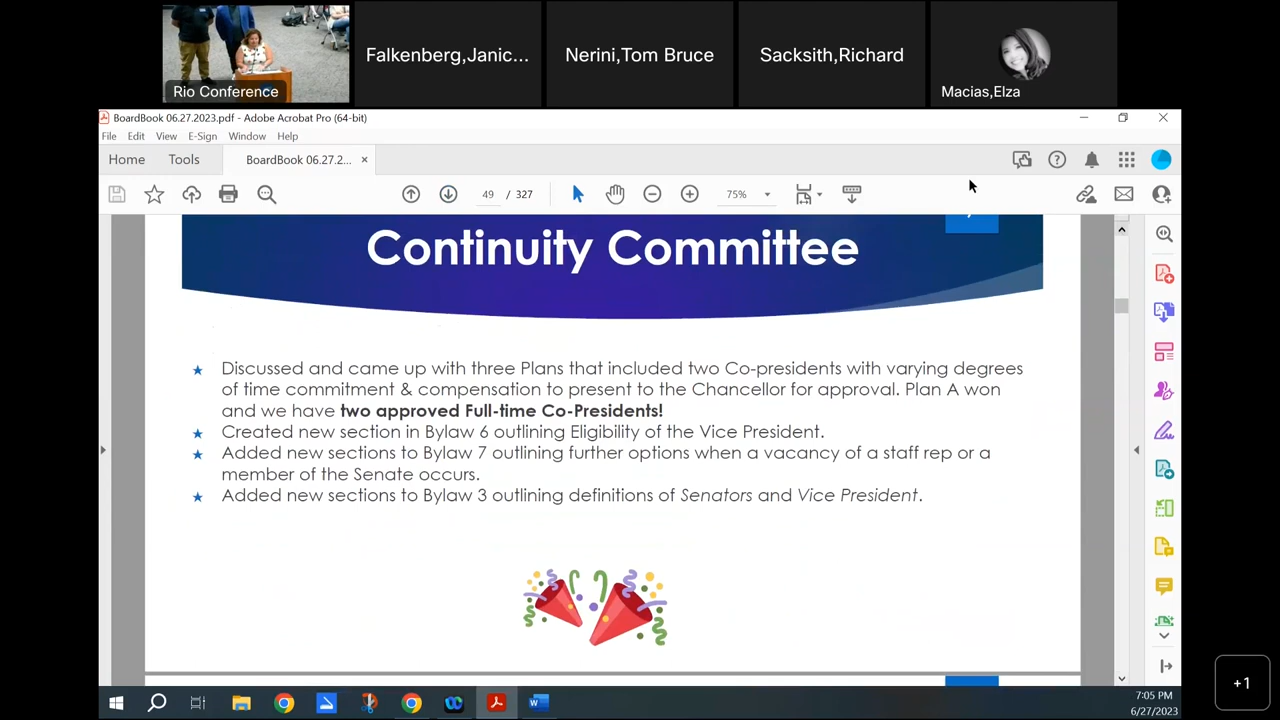 Rio Conference
Falkenberg,Janic...
Nerini,Tom Bruce
Sacksith,Richard
Macias,Elza
BoardBook 06.27.2023.pdf - Adobe Acrobat Pro (64-bit)
File Edit View E-Sign Window Help
Home Tools BoardBook 06.27.2... ×
49 / 327 75%
Continuity Committee
Discussed and came up with three Plans that included two Co-presidents with varying degrees
of time commitment & compensation to present to the Chancellor for approval. Plan A won
and we have two approved Full-time Co-Presidents!
Created new section in Bylaw 6 outlining Eligibility of the Vice President.
Added new sections to Bylaw 7 outlining further options when a vacancy of a staff rep or a
member of the Senate occurs.
Added new sections to Bylaw 3 outlining definitions of Senators and Vice President.
+1
7:05 PM
6/27/2023